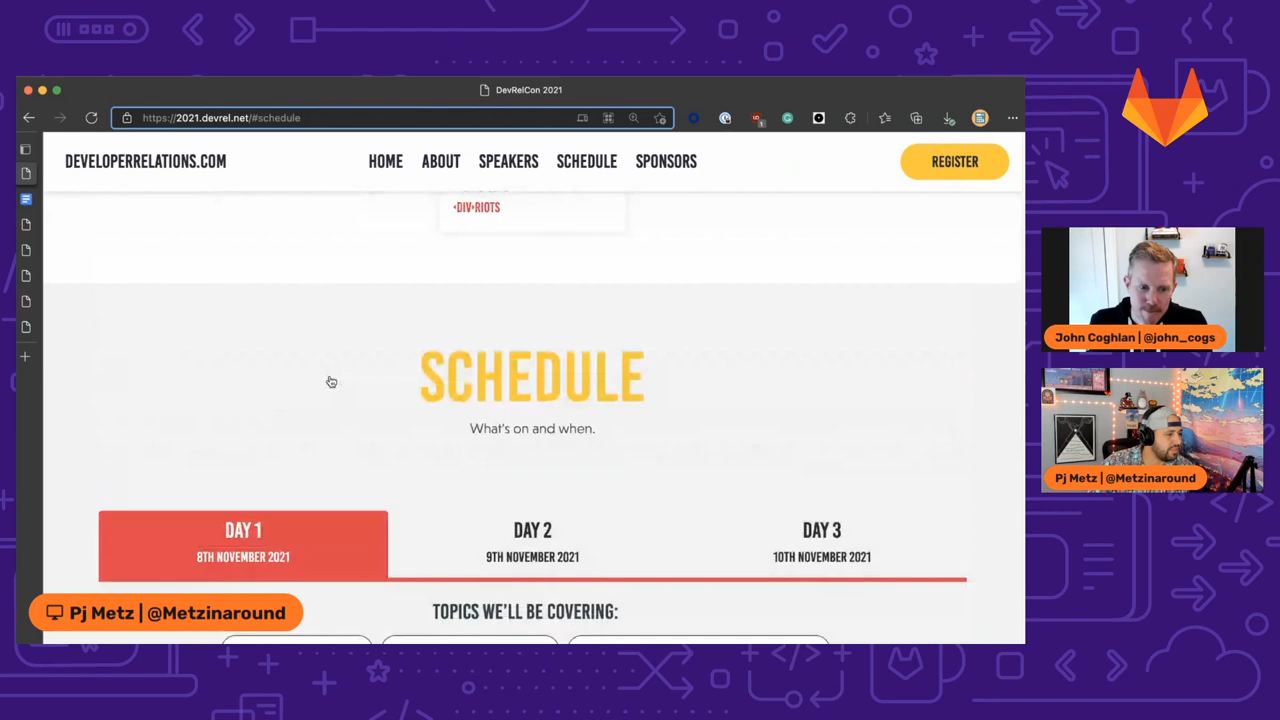 DevRelCon 2021
https://2021.devrel.net/#schedule
DEVELOPERRELATIONS.COM
HOME
ABOUT
SPEAKERS
SCHEDULE
SPONSORS
REGISTER
<DIV>RIOTS
SCHEDULE
What's on and when.
DAY 1
8TH NOVEMBER 2021
DAY 2
9TH NOVEMBER 2021
DAY 3
10TH NOVEMBER 2021
TOPICS WE'LL BE COVERING:
Pj Metz | @Metzinaround
John Coghlan | @john_cogs
Pj Metz | @Metzinaround